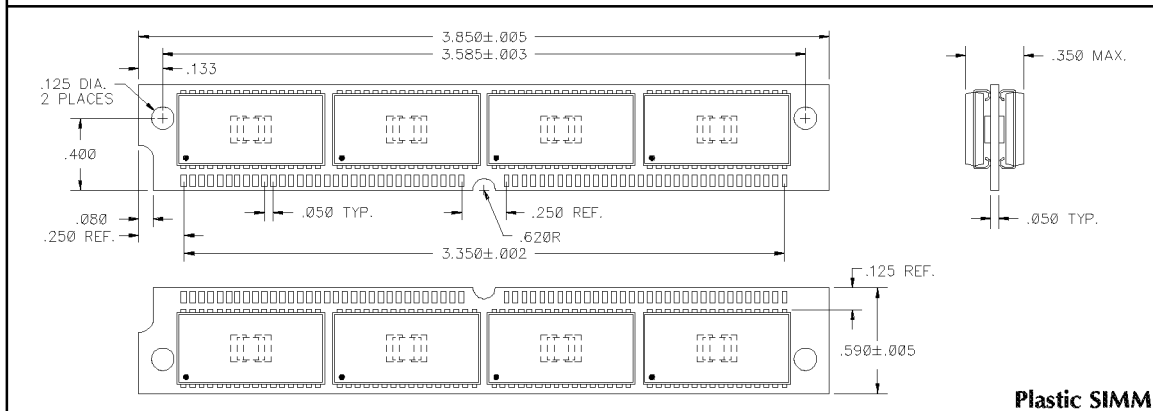 3.850±.005
3.585±.003
.133
.350 MAX.
.125 DIA.
2 PLACES
.400
.080
.050 TYP.
.250 REF.
.250 REF.
.620R
.050 TYP.
3.350±.002
.125 REF.
.590±.005
Plastic SIMM